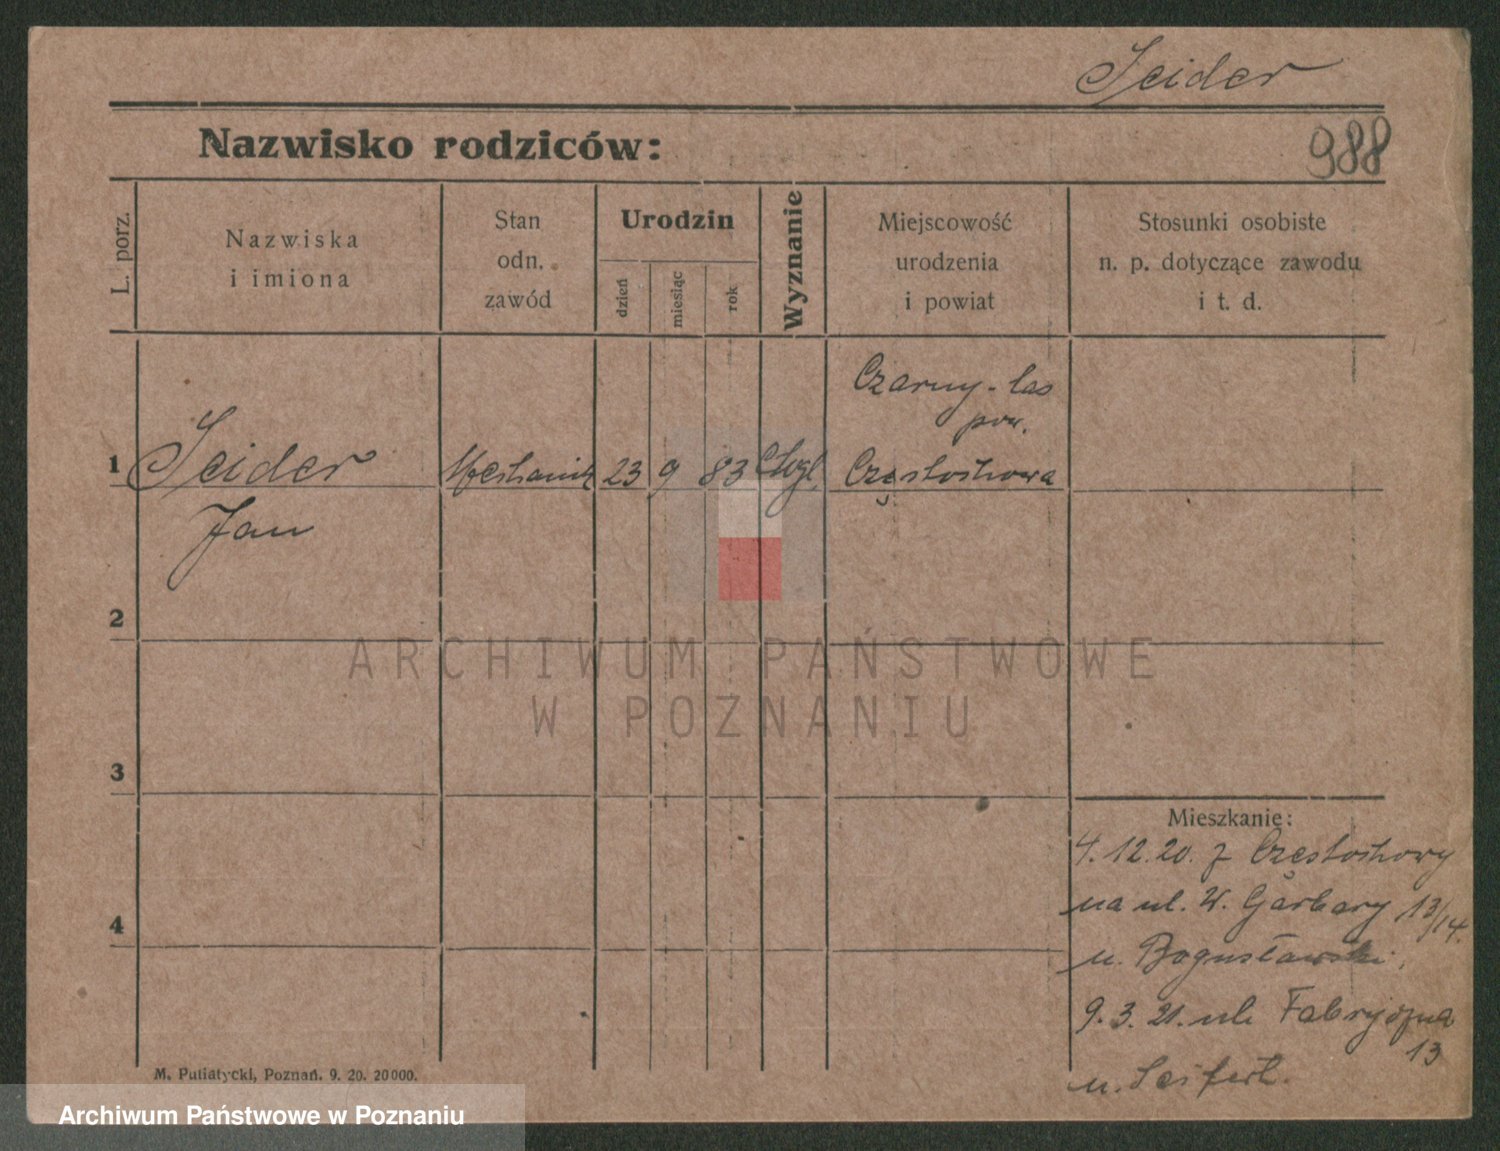 Seider
Nazwisko rodziców:
988
L. porz.
Nazwiska
i imiona
Stan
odn.
zawód
Urodzin
dzień
miesiąc
rok
Wyznanie
Miejscowość
urodzenia
i powiat
Stosunki osobiste
n. p. dotyczące zawodu
i t. d.
Czarny-las
pow.
1 Seider Mechanik 23 9 83 Częstochowa
Jan
2
3
4
ARCHIWUM PAŃSTWOWE
W POZNANIU
Mieszkanie:
4.12.20. z Częstochowy
na ul. W. Garbary 13/14.
u. Bogusławski.
9.3.21. ul. Fabryczna
13
u. Seifert.
M. Putiatycki, Poznań. 9. 20. 20000.
Archiwum Państwowe w Poznaniu